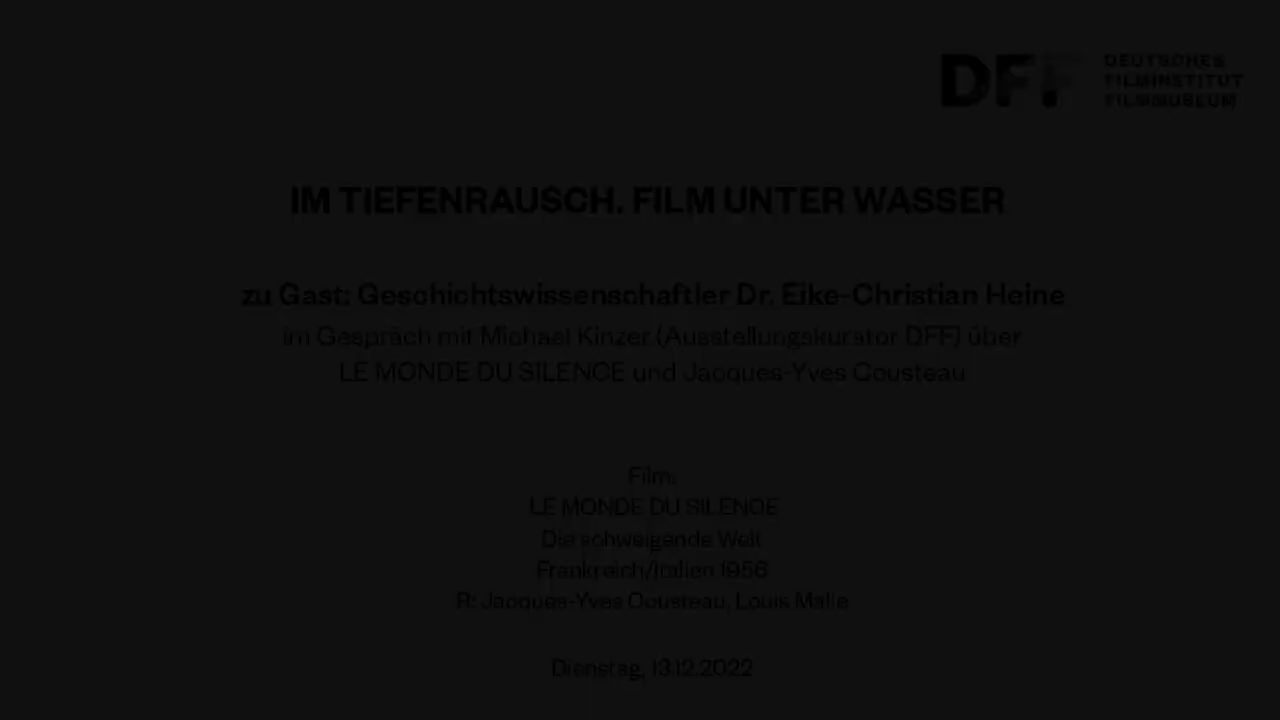 DFF
DEUTSCHES
FILMINSTITUT
FILMMUSEUM
IM TIEFENRAUSCH. FILM UNTER WASSER
zu Gast: Geschichtswissenschaftler Dr. Eike-Christian Heine
im Gespräch mit Michael Kinzer (Ausstellungskurator DFF) über
LE MONDE DU SILENCE und Jacques-Yves Cousteau
Film:
LE MONDE DU SILENCE
Die schweigende Welt
Frankreich/Italien 1956
R: Jacques-Yves Cousteau, Louis Malle
Dienstag, 13.12.2022